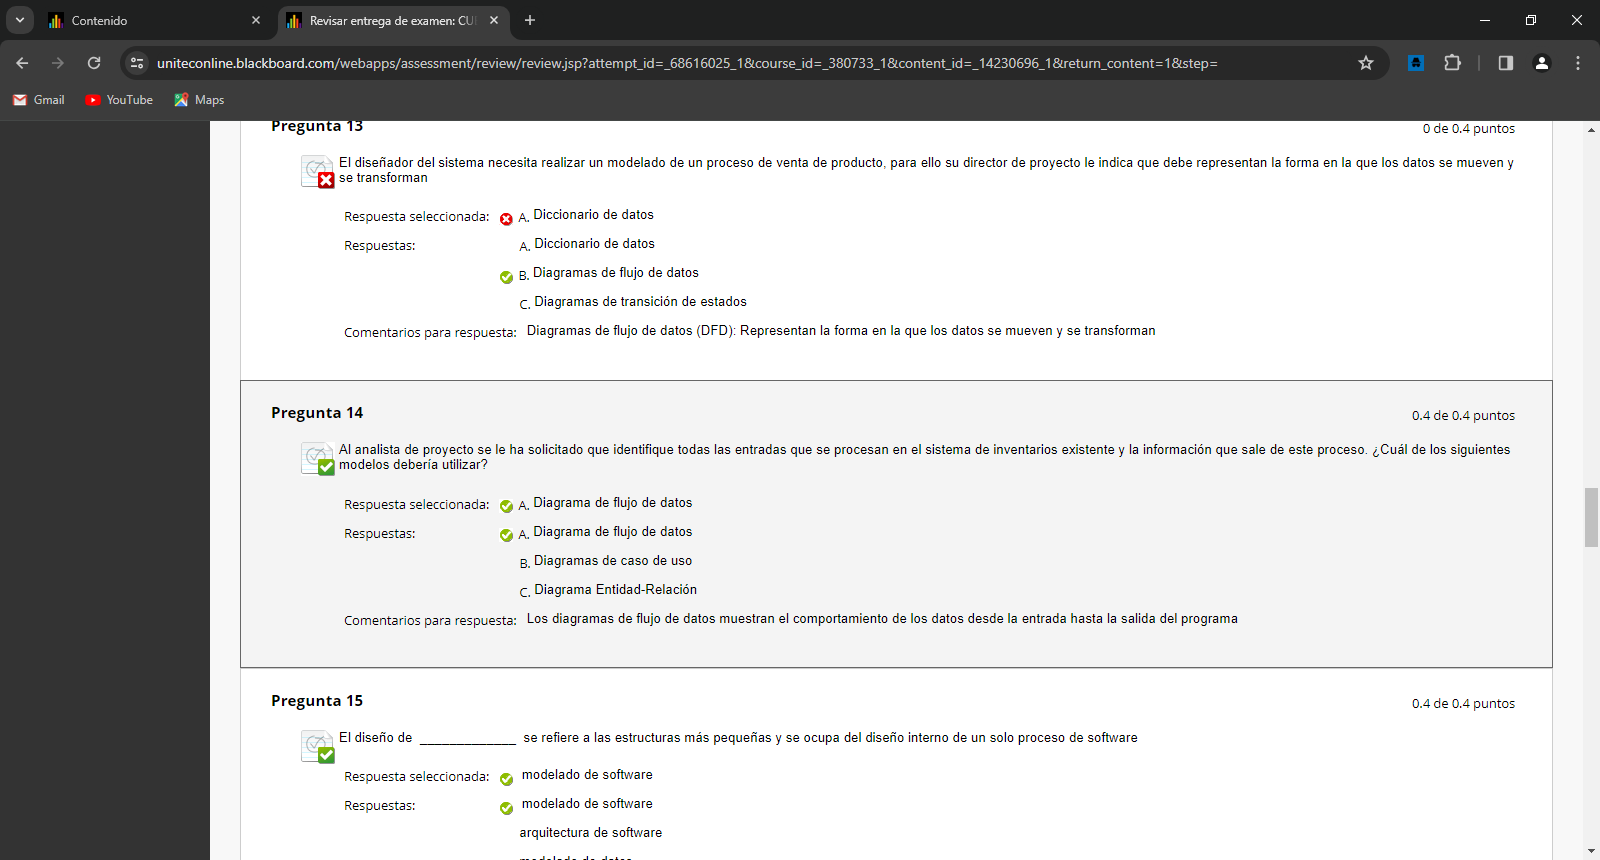 Contenido
Revisar entrega de examen: CU
uniteconline.blackboard.com/webapps/assessment/review/review.jsp?attempt_id=_68616025_1&course_id=_380733_1&content_id=_14230696_1&return_content=1&step=
Gmail
YouTube
Maps
Pregunta 13
0 de 0.4 puntos
El diseñador del sistema necesita realizar un modelado de un proceso de venta de producto, para ello su director de proyecto le indica que debe representan la forma en la que los datos se mueven y
se transforman
Respuesta seleccionada: A. Diccionario de datos
Respuestas: A. Diccionario de datos
B. Diagramas de flujo de datos
C. Diagramas de transición de estados
Comentarios para respuesta: Diagramas de flujo de datos (DFD): Representan la forma en la que los datos se mueven y se transforman
Pregunta 14
0.4 de 0.4 puntos
Al analista de proyecto se le ha solicitado que identifique todas las entradas que se procesan en el sistema de inventarios existente y la información que sale de este proceso. ¿Cuál de los siguientes
modelos debería utilizar?
Respuesta seleccionada: A. Diagrama de flujo de datos
Respuestas: A. Diagrama de flujo de datos
B. Diagramas de caso de uso
C. Diagrama Entidad-Relación
Comentarios para respuesta: Los diagramas de flujo de datos muestran el comportamiento de los datos desde la entrada hasta la salida del programa
Pregunta 15
0.4 de 0.4 puntos
El diseño de _____________ se refiere a las estructuras más pequeñas y se ocupa del diseño interno de un solo proceso de software
Respuesta seleccionada: modelado de software
Respuestas: modelado de software
arquitectura de software
modelado de datos